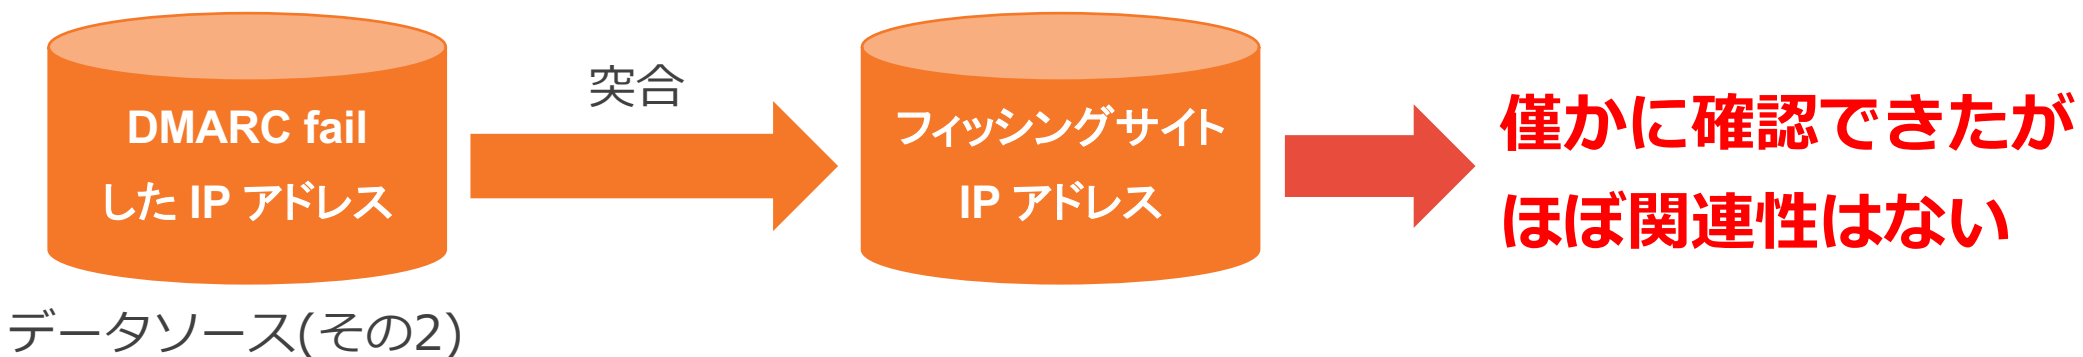 DMARC fail
した IP アドレス
データソース(その2)
突合
フィッシングサイト
IP アドレス
僅かに確認できたが
ほぼ関連性はない